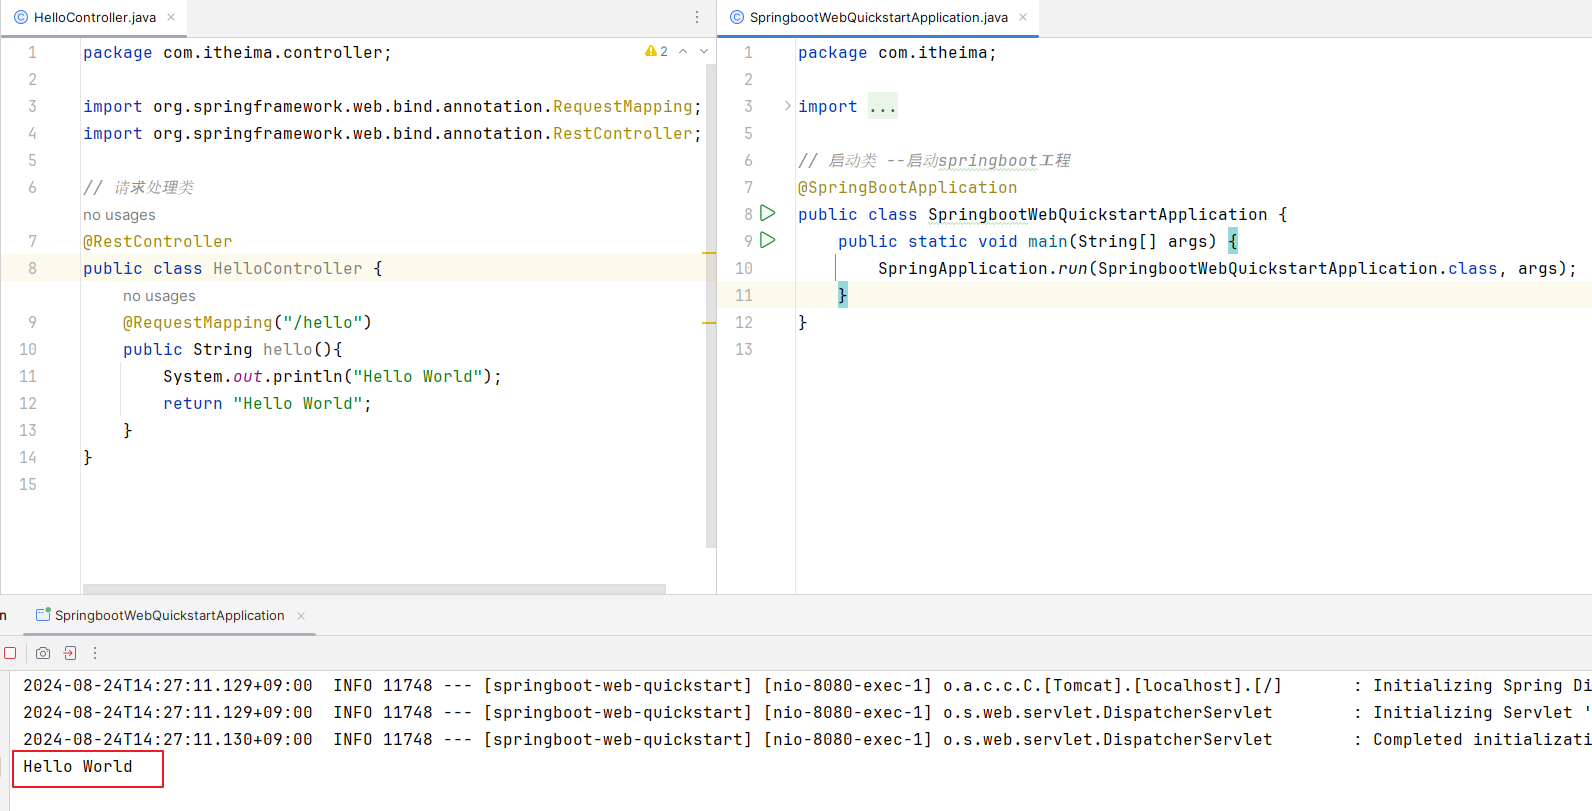 HelloController.java
1 package com.itheima.controller;
2
2
3 import org.springframework.web.bind.annotation.RequestMapping;
4 import org.springframework.web.bind.annotation.RestController;
5
6 // 请求处理类
no usages
7 @RestController
8 public class HelloController {
no usages
9 @RequestMapping("/hello")
10 public String hello(){
11 System.out.println("Hello World");
12 return "Hello World";
13 }
14 }
15
SpringbootWebQuickstartApplication.java
1 package com.itheima;
2
3 import ...
5
6 // 启动类 --启动springboot工程
7 @SpringBootApplication
8 public class SpringbootWebQuickstartApplication {
9 public static void main(String[] args) {
10 SpringApplication.run(SpringbootWebQuickstartApplication.class, args);
11 }
12 }
13
n SpringbootWebQuickstartApplication
2024-08-24T14:27:11.129+09:00 INFO 11748 --- [springboot-web-quickstart] [nio-8080-exec-1] o.a.c.c.C.[Tomcat].[localhost].[/] : Initializing Spring Di
2024-08-24T14:27:11.129+09:00 INFO 11748 --- [springboot-web-quickstart] [nio-8080-exec-1] o.s.web.servlet.DispatcherServlet : Initializing Servlet '
2024-08-24T14:27:11.130+09:00 INFO 11748 --- [springboot-web-quickstart] [nio-8080-exec-1] o.s.web.servlet.DispatcherServlet : Completed initializati
Hello World